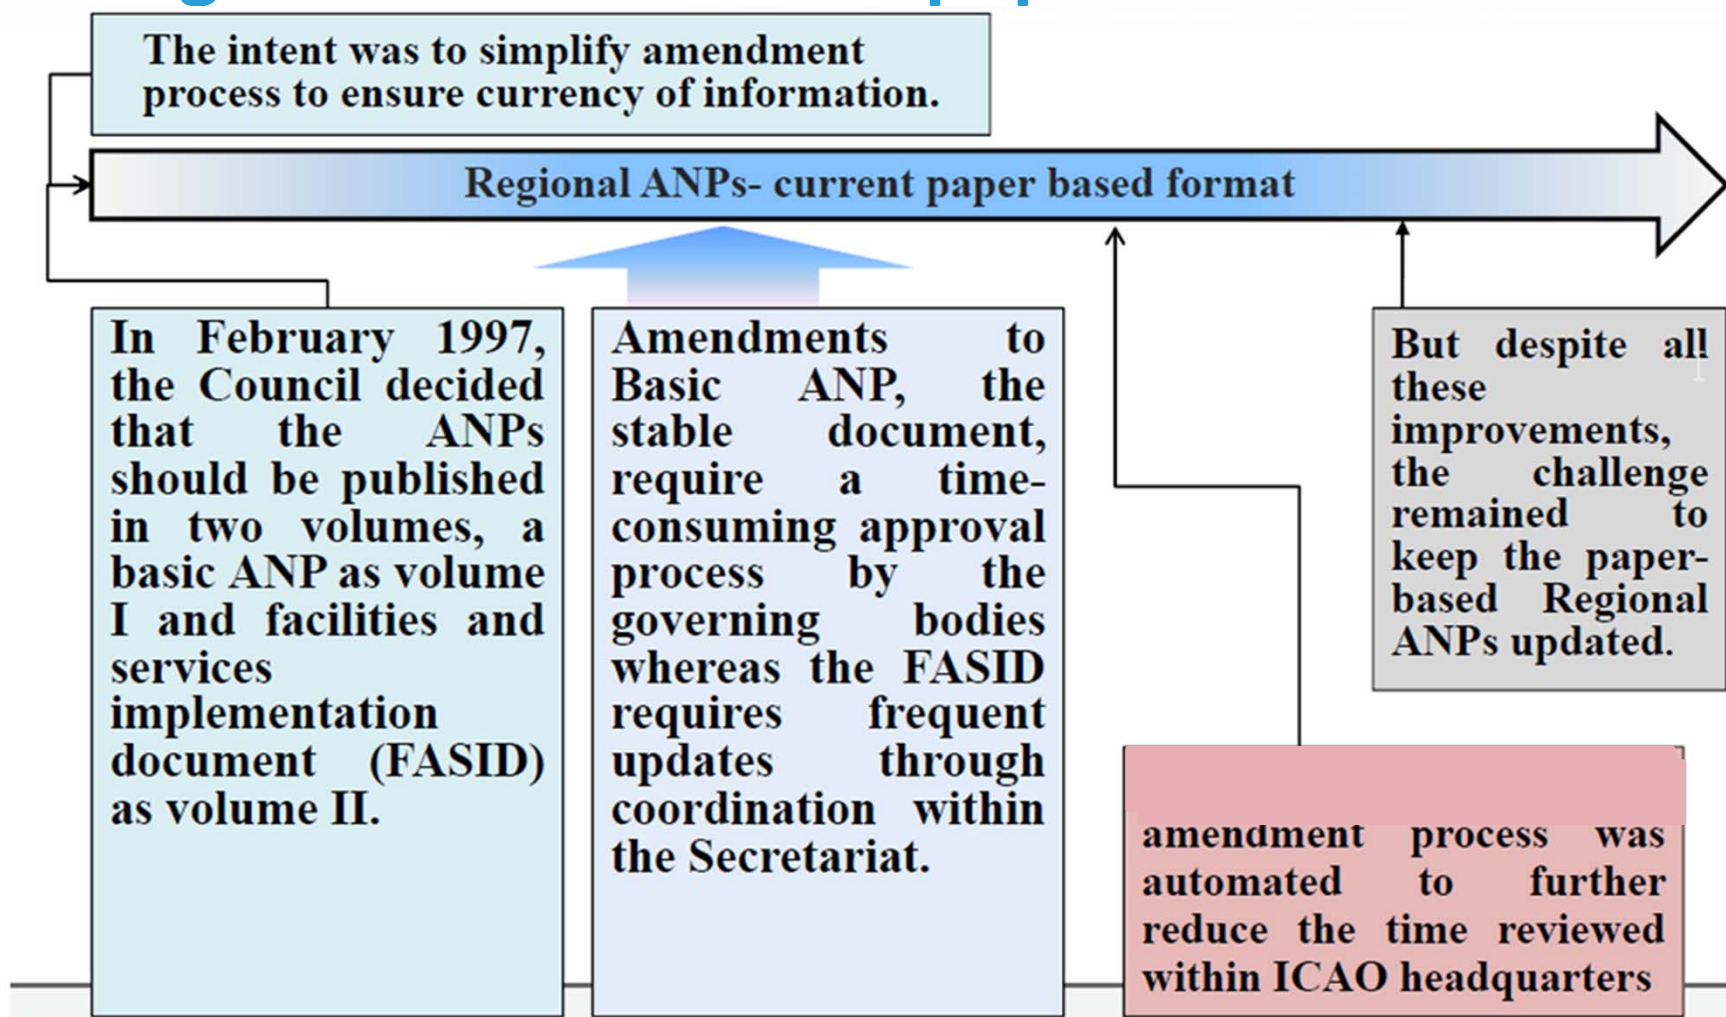 The intent was to simplify amendment
process to ensure currency of information.
Regional ANPs- current paper based format
In February 1997,
the Council decided
that the ANPs
should be published
in two volumes, a
basic ANP as volume
I and facilities and
services
implementation
document (FASID)
as volume II.
Amendments to
Basic ANP, the
stable document,
require a time-
consuming approval
process by the
governing bodies
whereas the FASID
requires frequent
updates through
coordination within
the Secretariat.
But despite all
these
improvements,
the challenge
remained to
keep the paper-
based Regional
ANPs updated.
amendment process was
automated to further
reduce the time reviewed
within ICAO headquarters